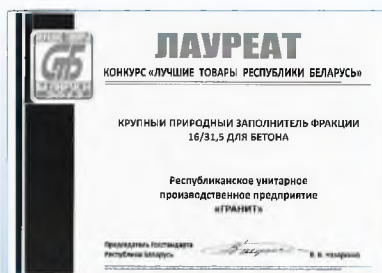 ЛАУРЕАТ
КОНКУРС «ЛУЧШИЕ ТОВАРЫ РЕСПУБЛИКИ БЕЛАРУСЬ»
КРУПНЫЙ ПРИРОДНЫЙ ЗАПОЛНИТЕЛЬ ФРАКЦИИ
16/31,5 ДЛЯ БЕТОНА
Республиканское унитарное
производственное предприятие
«ГРАНИТ»
Председатель Госстандарта
Республики Беларусь
В. В. Назаренко